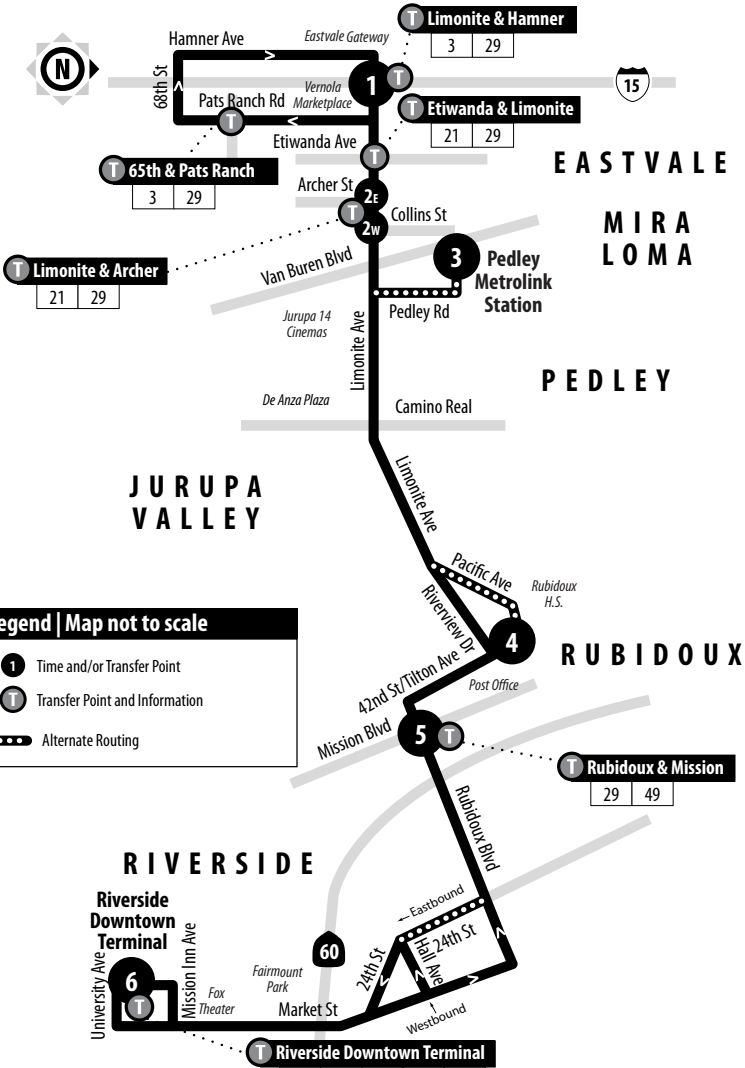 Limonite & Hamner
3 29
Hamner Ave
Eastvale Gateway
N
68th St
1
T
Vernola
Marketplace
15
Pats Ranch Rd
T
Etiwanda & Limonite
21 29
Etiwanda Ave
T
EASTVALE
T 65th & Pats Ranch
3 29
Archer St
2E
T
2W
Collins St
MIRA
LOMA
T Limonite & Archer
21 29
Van Buren Blvd
3
Pedley
Metrolink
Station
Pedley Rd
Jurupa 14
Cinemas
Limonite Ave
PEDLEY
De Anza Plaza
Camino Real
JURUPA
VALLEY
Limonite Ave
Pacific Ave
Rubidoux
H.S.
Riverview Dr
4
RUBIDOUX
egend | Map not to scale
1 Time and/or Transfer Point
T Transfer Point and Information
Alternate Routing
42nd St/Tilton Ave
Post Office
Mission Blvd
5
T
T Rubidoux & Mission
29 49
Rubidoux Blvd
RIVERSIDE
Riverside
Downtown
Terminal
Eastbound
24th St
24th St
Hall Ave
60
University Ave
6
T
Mission Inn Ave
Fox
Theater
Fairmount
Park
Market St
Westbound
T Riverside Downtown Terminal